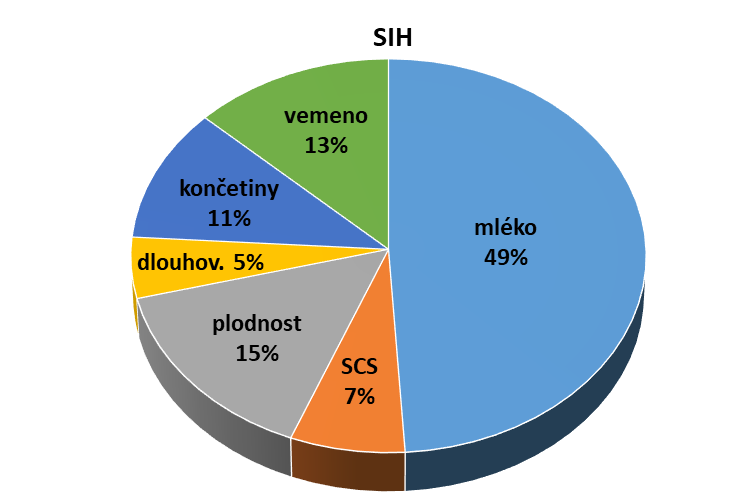 SIH
vemeno
13%
končetiny
11%
mléko
49%
dlouhov. 5%
plodnost
15%
SCS
7%